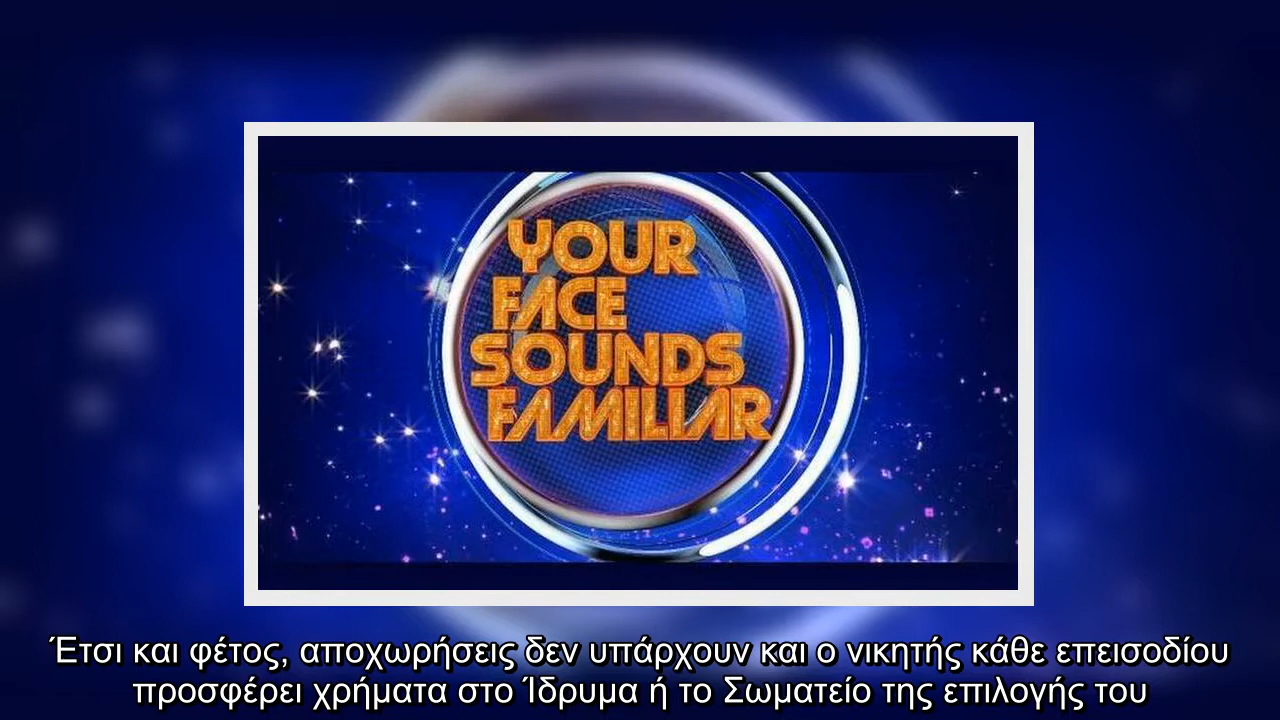 YOUR
FACE
SOUNDS
FAMILIAR
Έτσι και φέτος, αποχωρήσεις δεν υπάρχουν και ο νικητής κάθε επεισοδίου
προσφέρει χρήματα στο Ίδρυμα ή το Σωματείο της επιλογής του